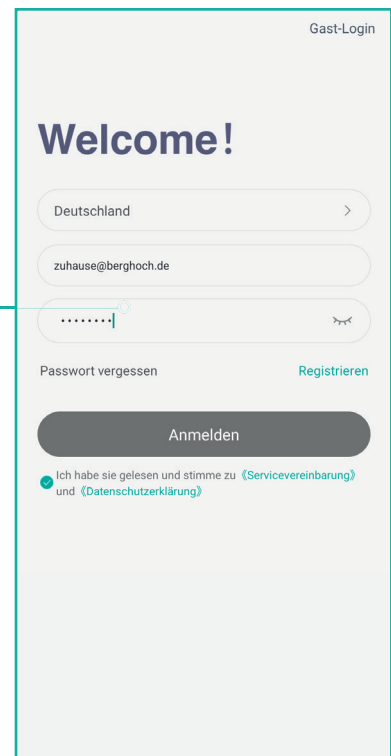 Gast-Login
Welcome!
Deutschland
zuhause@berghoch.de
········
Passwort vergessen
Registrieren
Anmelden
Ich habe sie gelesen und stimme zu 《Servicevereinbarung》
und 《Datenschutzerklärung》